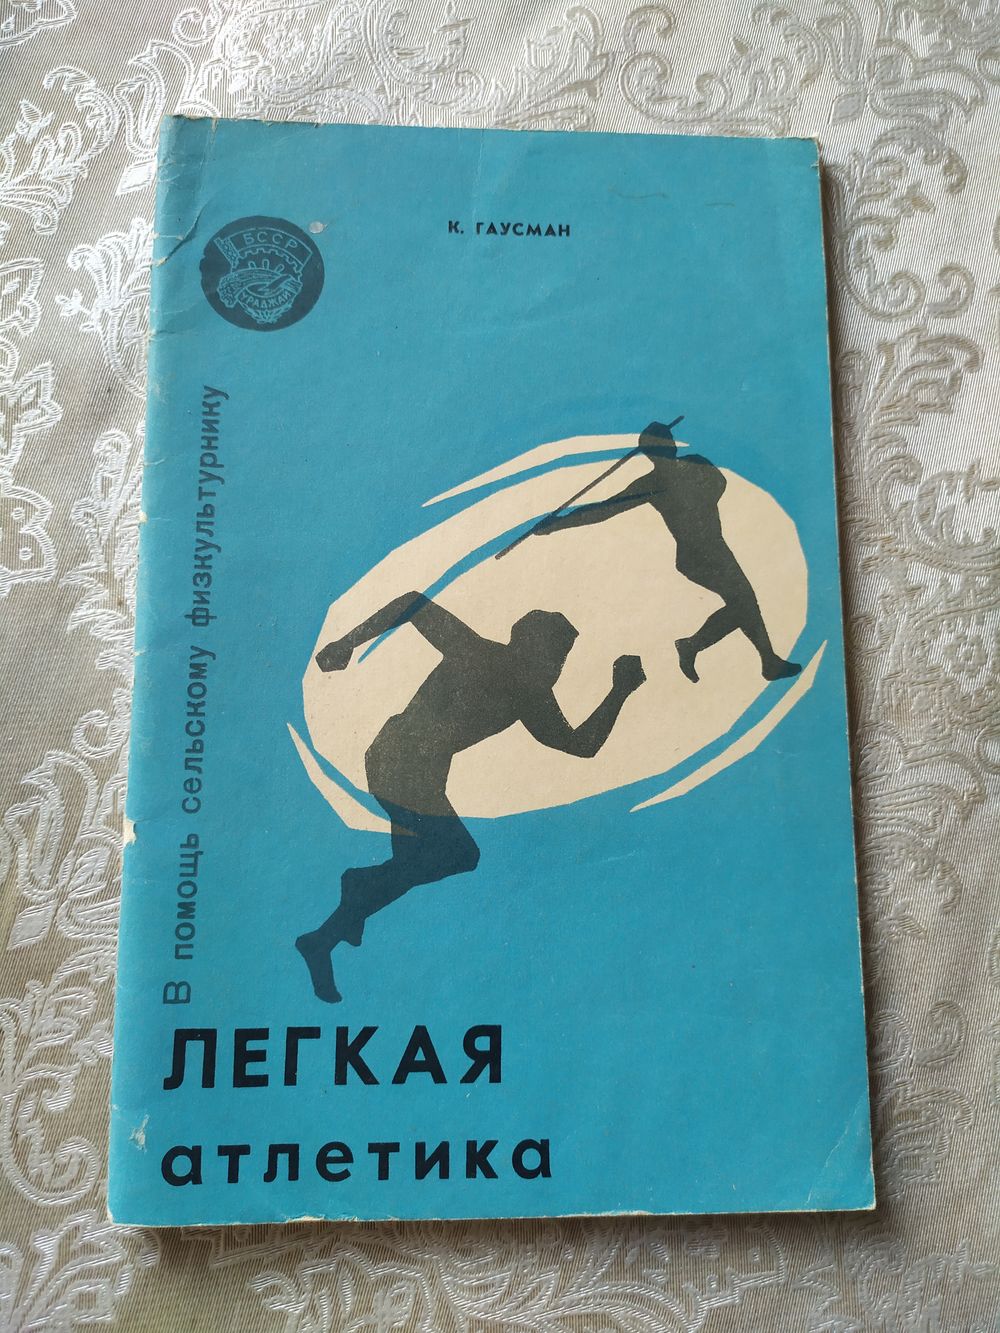 К. ГАУСМАН
БССР
УРАДЖАЙ
В помощь сельскому физкультурнику
ЛЕГКАЯ
атлетика